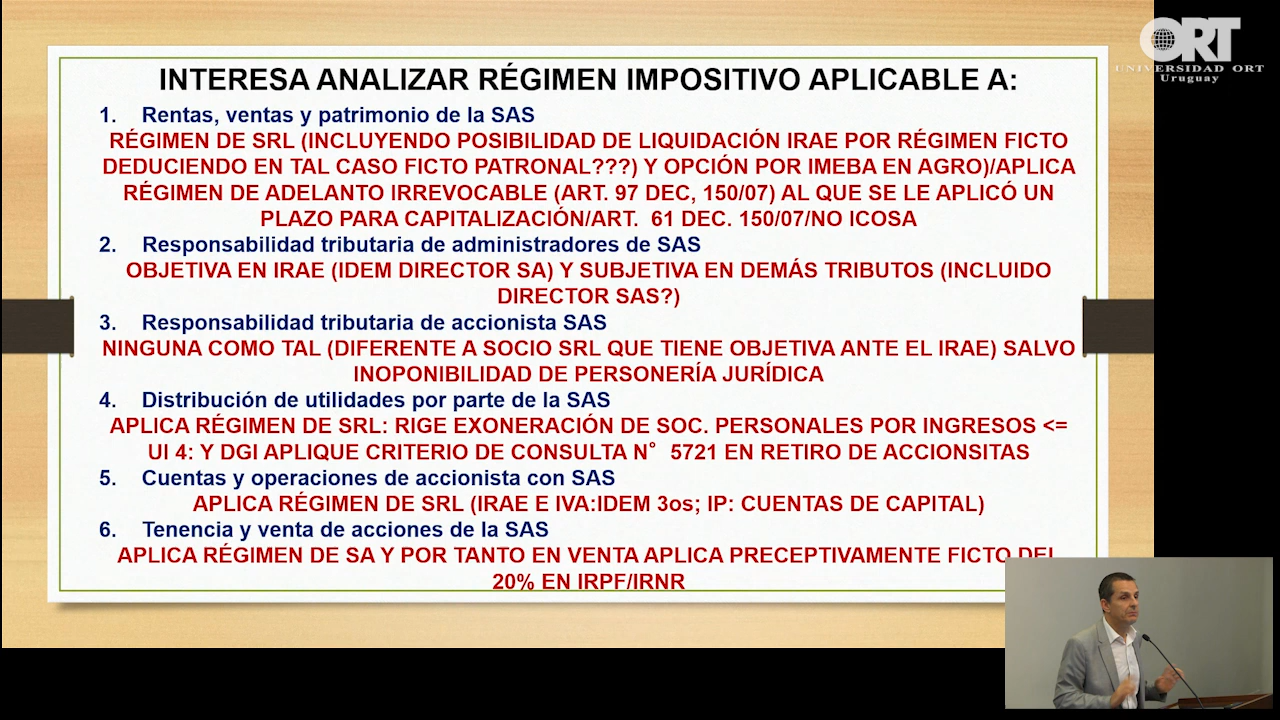 ORT
UNIVERSIDAD ORT
Uruguay
INTERESA ANALIZAR RÉGIMEN IMPOSITIVO APLICABLE A:
1. Rentas, ventas y patrimonio de la SAS
RÉGIMEN DE SRL (INCLUYENDO POSIBILIDAD DE LIQUIDACIÓN IRAE POR RÉGIMEN FICTO
DEDUCIENDO EN TAL CASO FICTO PATRONAL???) Y OPCIÓN POR IMEBA EN AGRO)/APLICA
RÉGIMEN DE ADELANTO IRREVOCABLE (ART. 97 DEC, 150/07) AL QUE SE LE APLICÓ UN
PLAZO PARA CAPITALIZACIÓN/ART. 61 DEC. 150/07/NO ICOSA
2. Responsabilidad tributaria de administradores de SAS
OBJETIVA EN IRAE (IDEM DIRECTOR SA) Y SUBJETIVA EN DEMÁS TRIBUTOS (INCLUIDO
DIRECTOR SAS?)
3. Responsabilidad tributaria de accionista SAS
NINGUNA COMO TAL (DIFERENTE A SOCIO SRL QUE TIENE OBJETIVA ANTE EL IRAE) SALVO
INOPONIBILIDAD DE PERSONERÍA JURÍDICA
4. Distribución de utilidades por parte de la SAS
APLICA RÉGIMEN DE SRL: RIGE EXONERACIÓN DE SOC. PERSONALES POR INGRESOS <=
UI 4: Y DGI APLIQUE CRITERIO DE CONSULTA N° 5721 EN RETIRO DE ACCIONSITAS
5. Cuentas y operaciones de accionista con SAS
APLICA RÉGIMEN DE SRL (IRAE E IVA:IDEM 3os; IP: CUENTAS DE CAPITAL)
6. Tenencia y venta de acciones de la SAS
APLICA RÉGIMEN DE SA Y POR TANTO EN VENTA APLICA PRECEPTIVAMENTE FICTO DEL
20% EN IRPF/IRNR